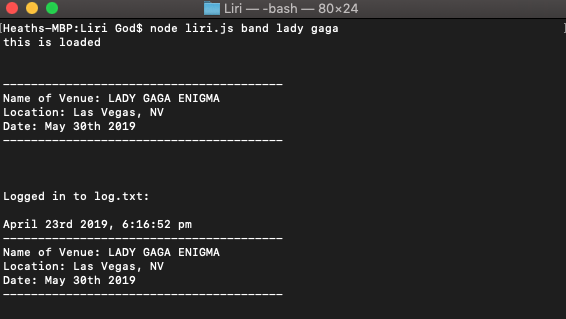 Liri — -bash — 80×24
[Heaths-MBP:Liri God$ node liri.js band lady gaga ]
this is loaded
----------------------------------------
Name of Venue: LADY GAGA ENIGMA
Location: Las Vegas, NV
Date: May 30th 2019
----------------------------------------
Logged in to log.txt:
April 23rd 2019, 6:16:52 pm
----------------------------------------
Name of Venue: LADY GAGA ENIGMA
Location: Las Vegas, NV
Date: May 30th 2019
----------------------------------------